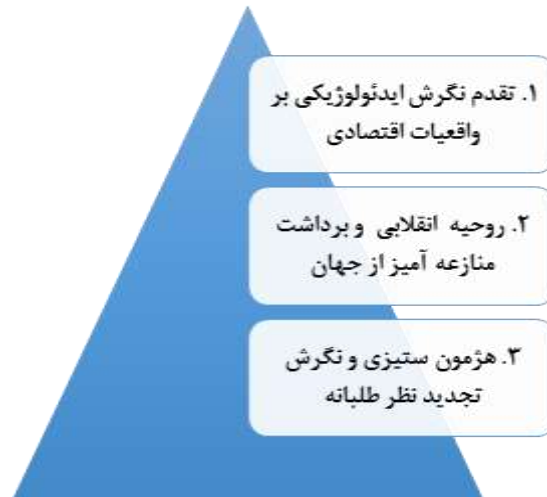 ۱. تقدم نگرش ایدئولوژیکی بر
واقعیات اقتصادی
۲. روحیه انقلابی و برداشت
منازعه آمیز از جهان
۳. هژمون ستیزی و نگرش
تجدید نظر طلبانه